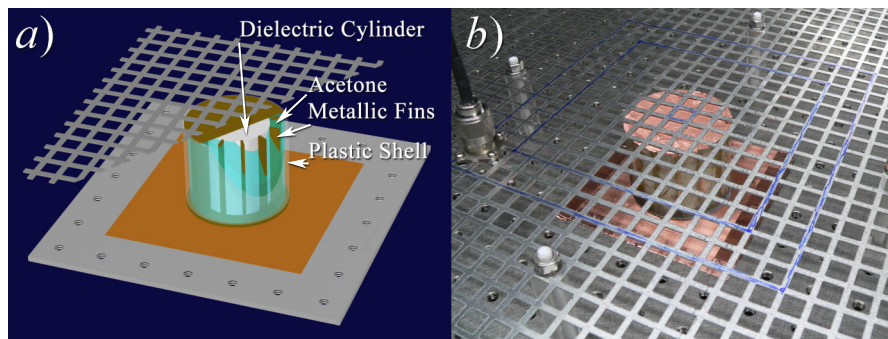 a)
Dielectric Cylinder
Acetone
Metallic Fins
Plastic Shell
b)